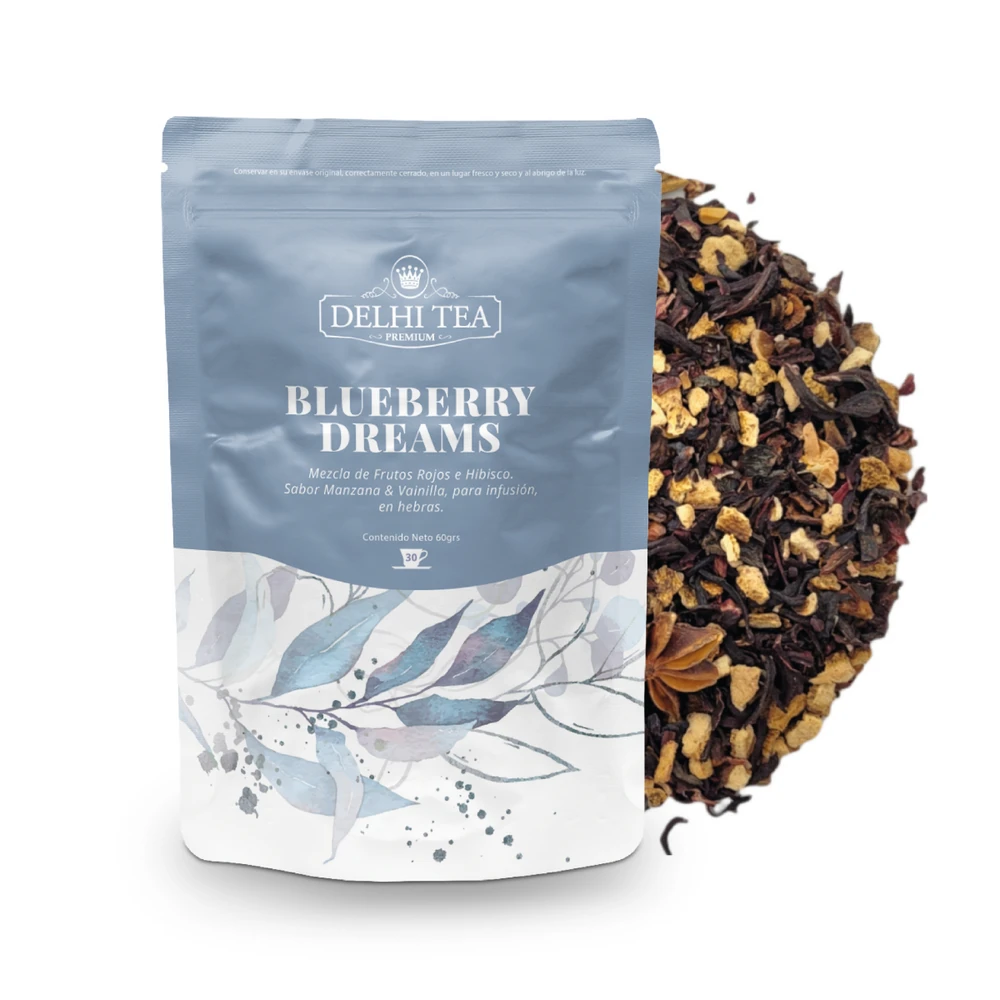 Conservar en su envase original, correctamente cerrado, en un lugar fresco y seco y al abrigo de la luz.
DELHI TEA
PREMIUM
BLUEBERRY
DREAMS
Mezcla de Frutos Rojos e Hibisco.
Sabor Manzana & Vainilla, para infusión,
en hebras.
Contenido Neto 60grs
30